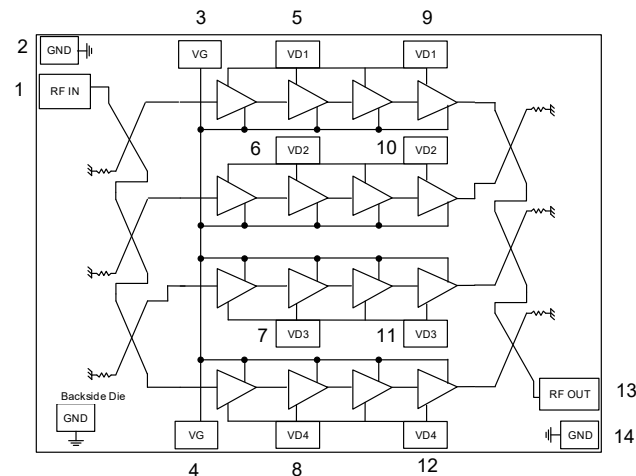 3 5 9
2 GND VG VD1 VD1
1 RF IN
6 VD2 10 VD2
7 VD3 11 VD3
Backside Die
GND VG VD4 VD4 RF OUT 13
GND 14
4 8 12